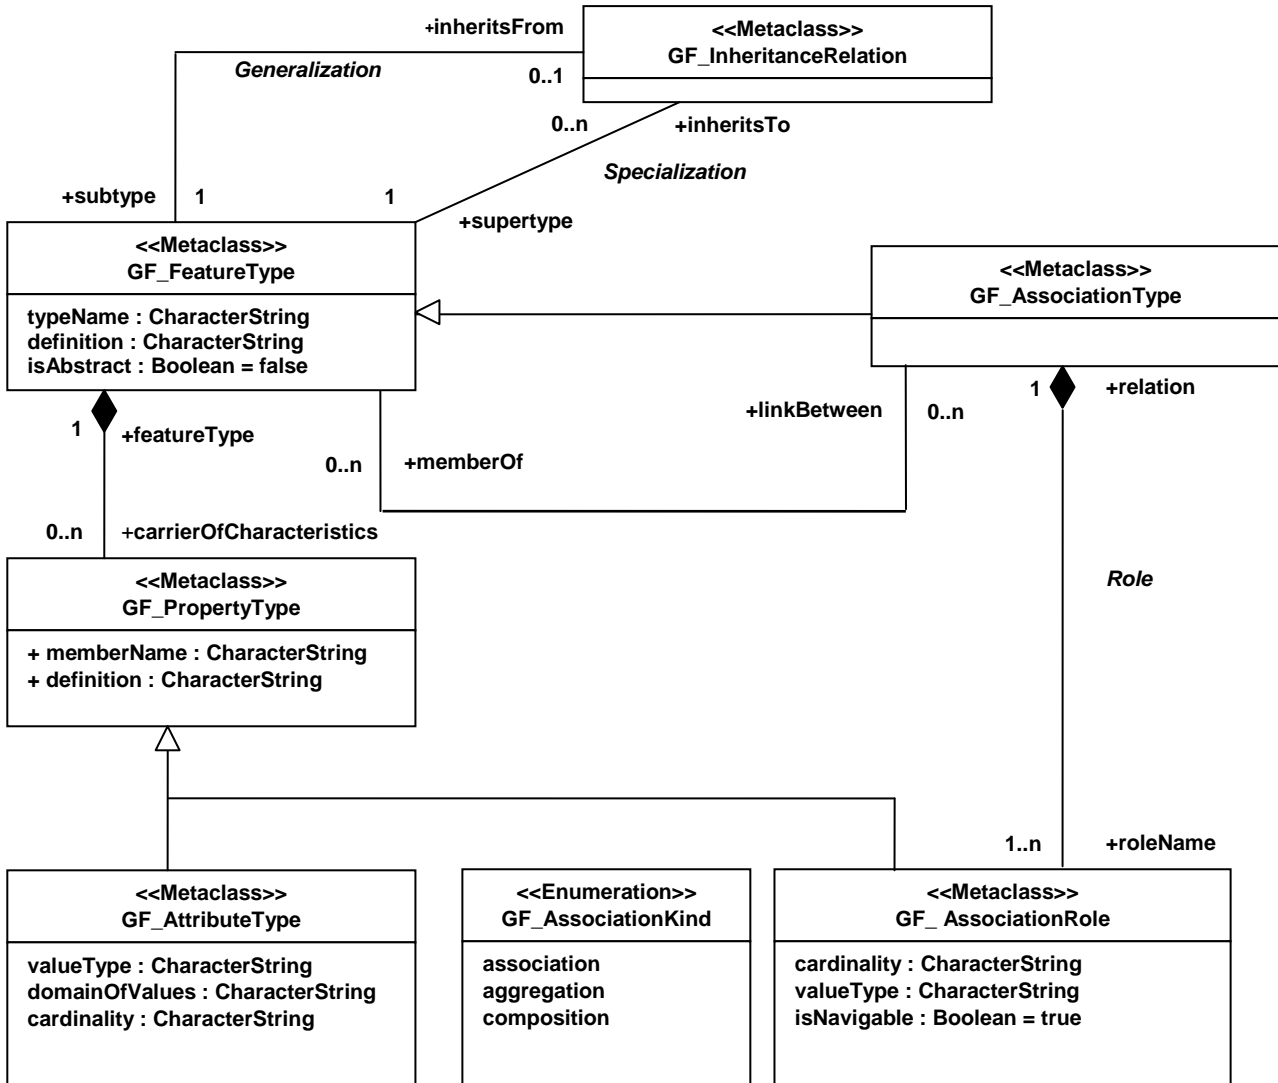 +inheritsFrom
<<Metaclass>>
GF_InheritanceRelation
Generalization
0..1
0..n
+inheritsTo
Specialization
+subtype
1
1
+supertype
<<Metaclass>>
GF_FeatureType
typeName : CharacterString
definition : CharacterString
isAbstract : Boolean = false
<<Metaclass>>
GF_AssociationType
1
+relation
+linkBetween
0..n
1
+featureType
0..n
+memberOf
0..n
+carrierOfCharacteristics
<<Metaclass>>
GF_PropertyType
+ memberName : CharacterString
+ definition : CharacterString
Role
1..n
+roleName
<<Metaclass>>
GF_AttributeType
valueType : CharacterString
domainOfValues : CharacterString
cardinality : CharacterString
<<Enumeration>>
GF_AssociationKind
association
aggregation
composition
<<Metaclass>>
GF_ AssociationRole
cardinality : CharacterString
valueType : CharacterString
isNavigable : Boolean = true